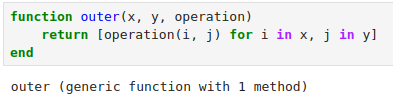 function outer(x, y, operation)
    return [operation(i, j) for i in x, j in y]
end
outer (generic function with 1 method)